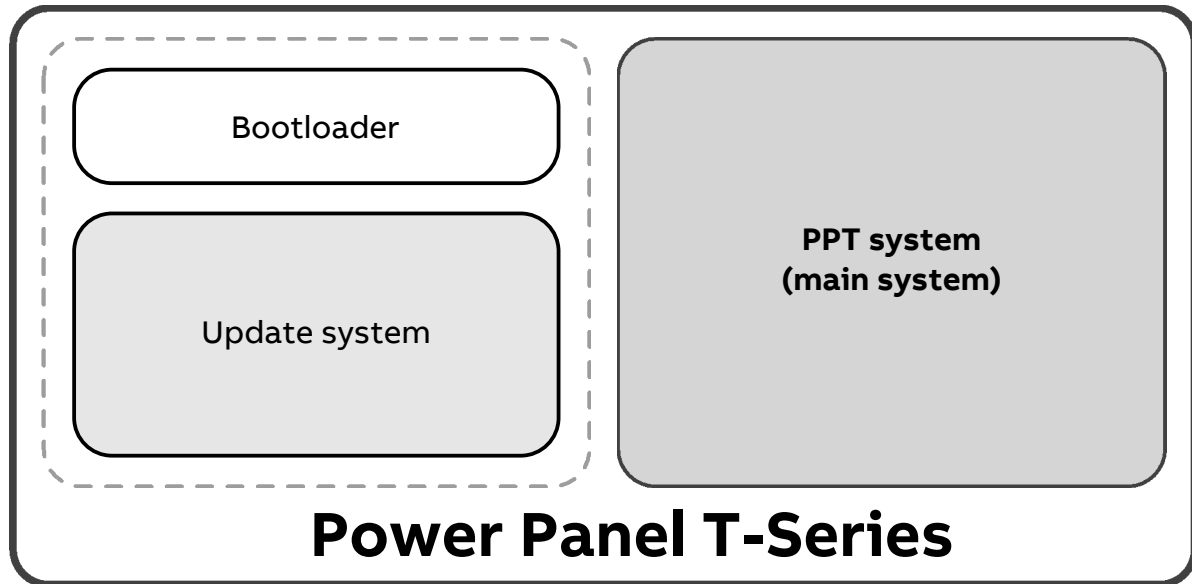 Bootloader
Update system
PPT system
(main system)
Power Panel T-Series